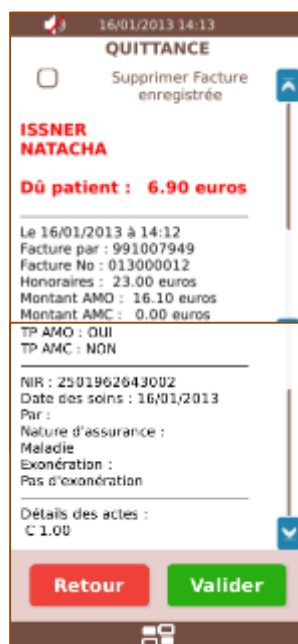 16/01/2013 14:13
QUITTANCE
Supprimer Facture
enregistrée
ISSNER
NATACHA
Dû patient : 6.90 euros
Le 16/01/2013 à 14:12
Facture par : 991007949
Facture No : 013000012
Honoraires : 23.00 euros
Montant AMO : 16.10 euros
Montant AMC : 0.00 euros
TP AMO : OUI
TP AMC : NON
NIR : 2501962643002
Date des soins : 16/01/2013
Par :
Nature d'assurance :
Maladie
Exonération :
Pas d'exonération
Détails des actes :
C 1.00
Retour Valider